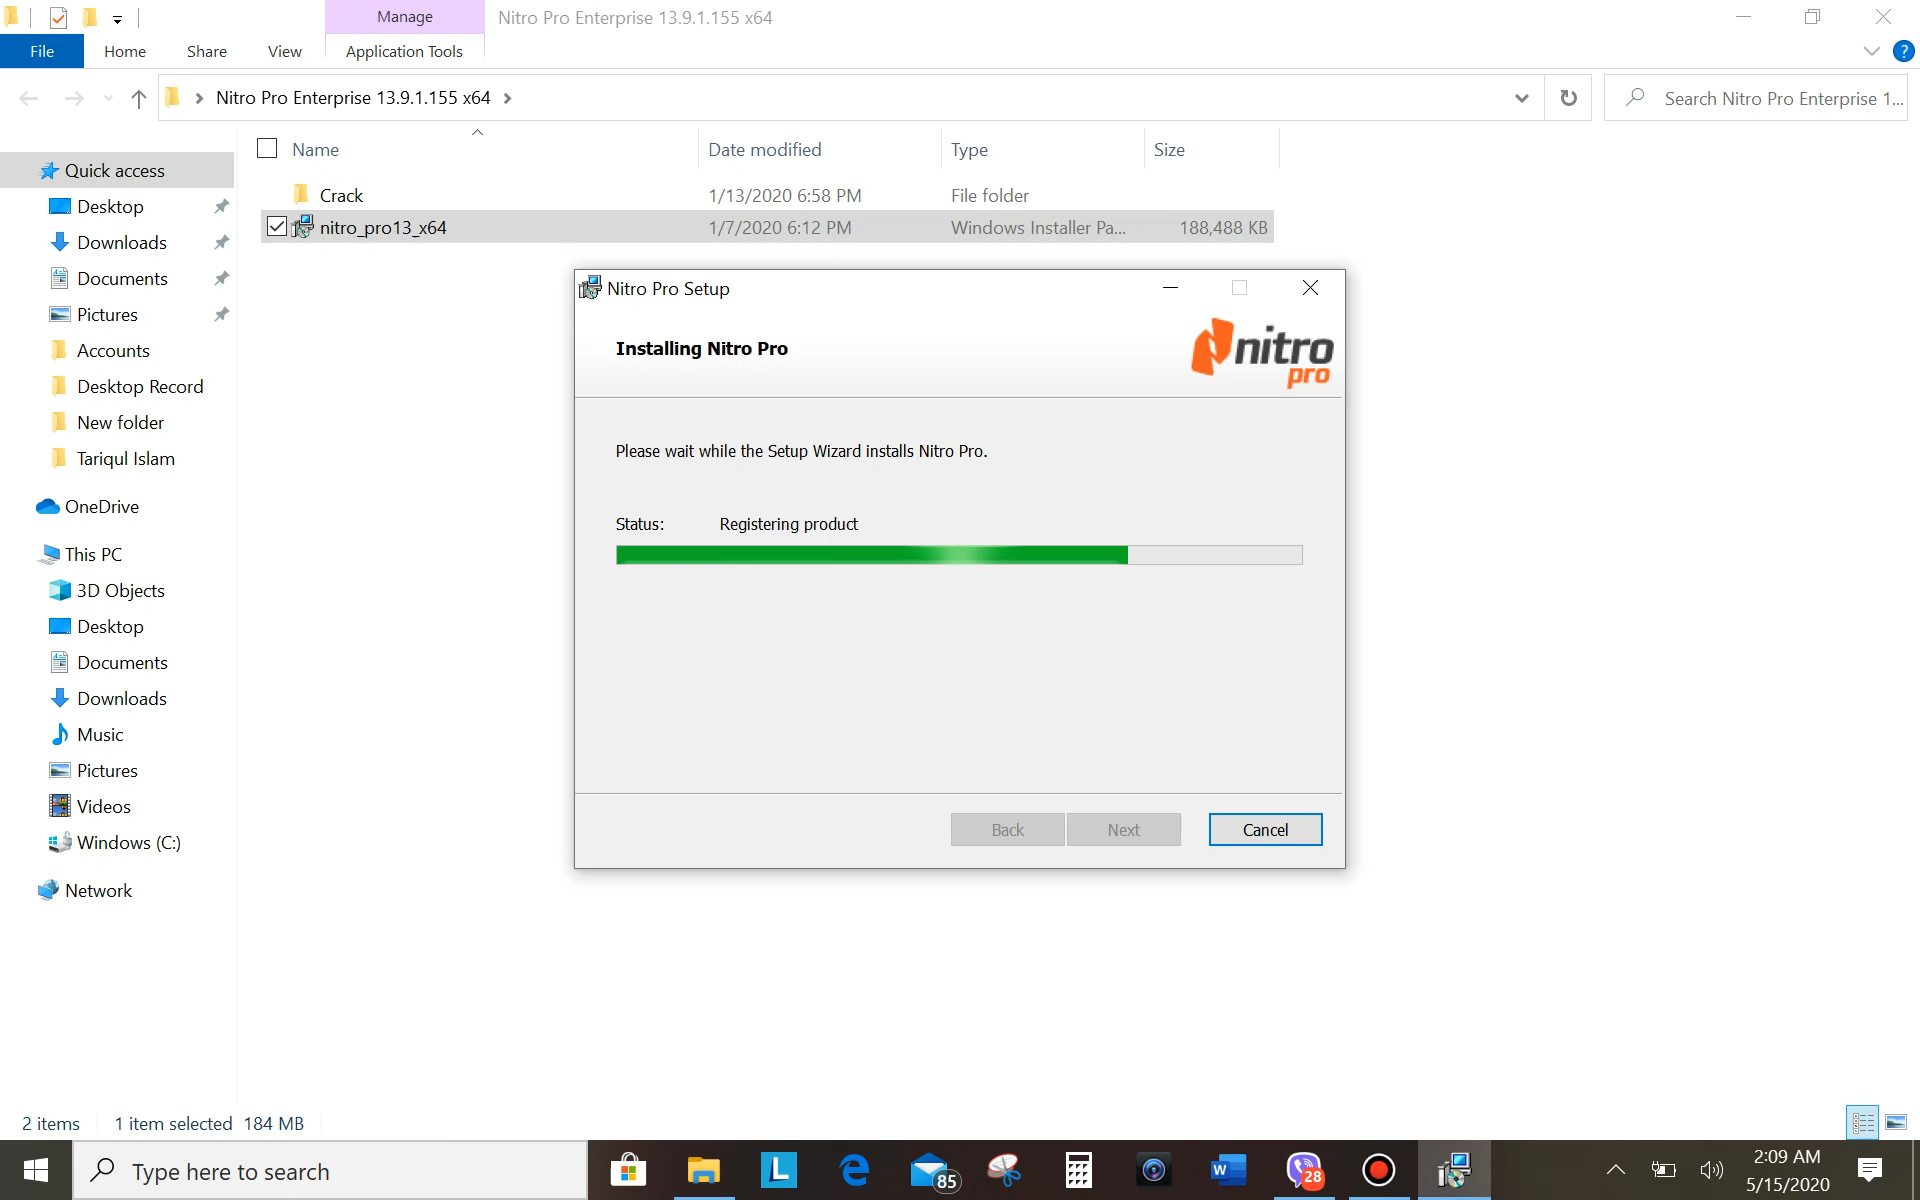 Manage
Nitro Pro Enterprise 13.9.1.155 x64
File
Home
Share
View
Application Tools
?
Nitro Pro Enterprise 13.9.1.155 x64
Search Nitro Pro Enterprise 1...
Name
Date modified
Type
Size
Crack
1/13/2020 6:58 PM
File folder
nitro_pro13_x64
1/7/2020 6:12 PM
Windows Installer Pa...
188,488 KB
Quick access
Desktop
Downloads
Documents
Pictures
Accounts
Desktop Record
New folder
Tariqul Islam
OneDrive
This PC
3D Objects
Desktop
Documents
Downloads
Music
Pictures
Videos
Windows (C:)
Network
Nitro Pro Setup
Installing Nitro Pro
nitro
pro
Please wait while the Setup Wizard installs Nitro Pro.
Status:
Registering product
Back
Next
Cancel
2 items
1 item selected
184 MB
Type here to search
L
85
W
28
2:09 AM
5/15/2020